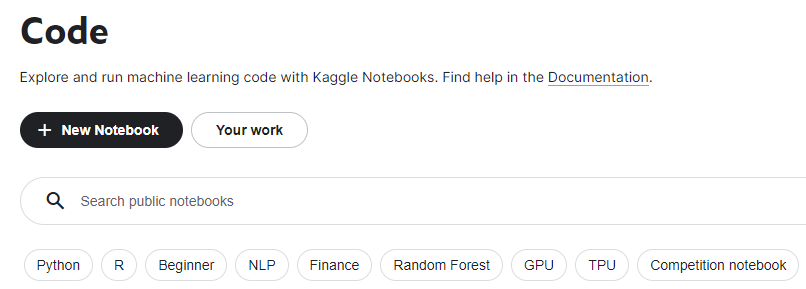 Code
Explore and run machine learning code with Kaggle Notebooks. Find help in the Documentation.
+ New Notebook Your work
Search public notebooks
Python R Beginner NLP Finance Random Forest GPU TPU Competition notebook